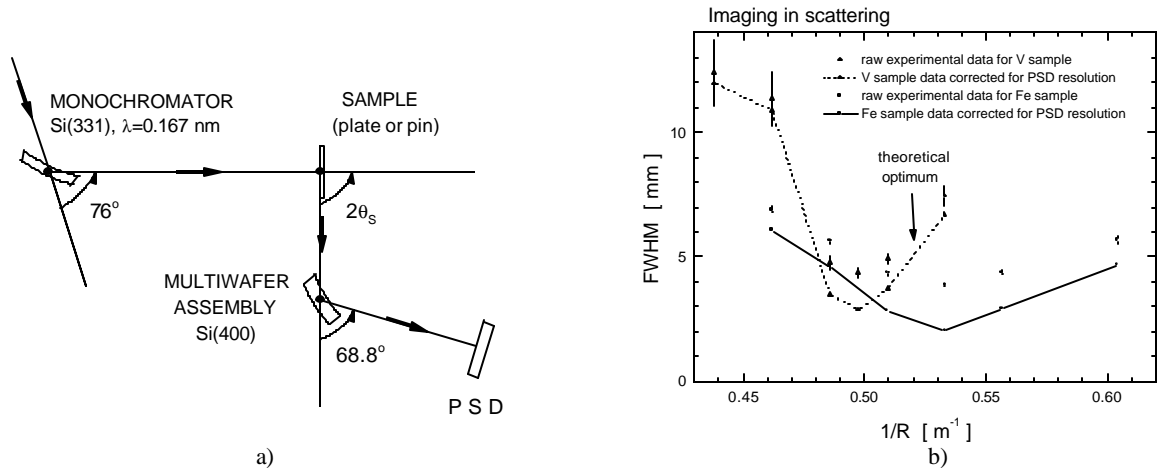 MONOCHROMATOR
Si(331), λ=0.167 nm
SAMPLE
(plate or pin)
76°
2θS
MULTIWAFER
ASSEMBLY
Si(400)
68.8°
P S D
a)
Imaging in scattering
raw experimental data for V sample
V sample data corrected for PSD resolution
raw experimental data for Fe sample
Fe sample data corrected for PSD resolution
theoretical
optimum
FWHM [ mm ]
10
5
0
0.45 0.50 0.55 0.60
1/R [ m⁻¹ ]
b)